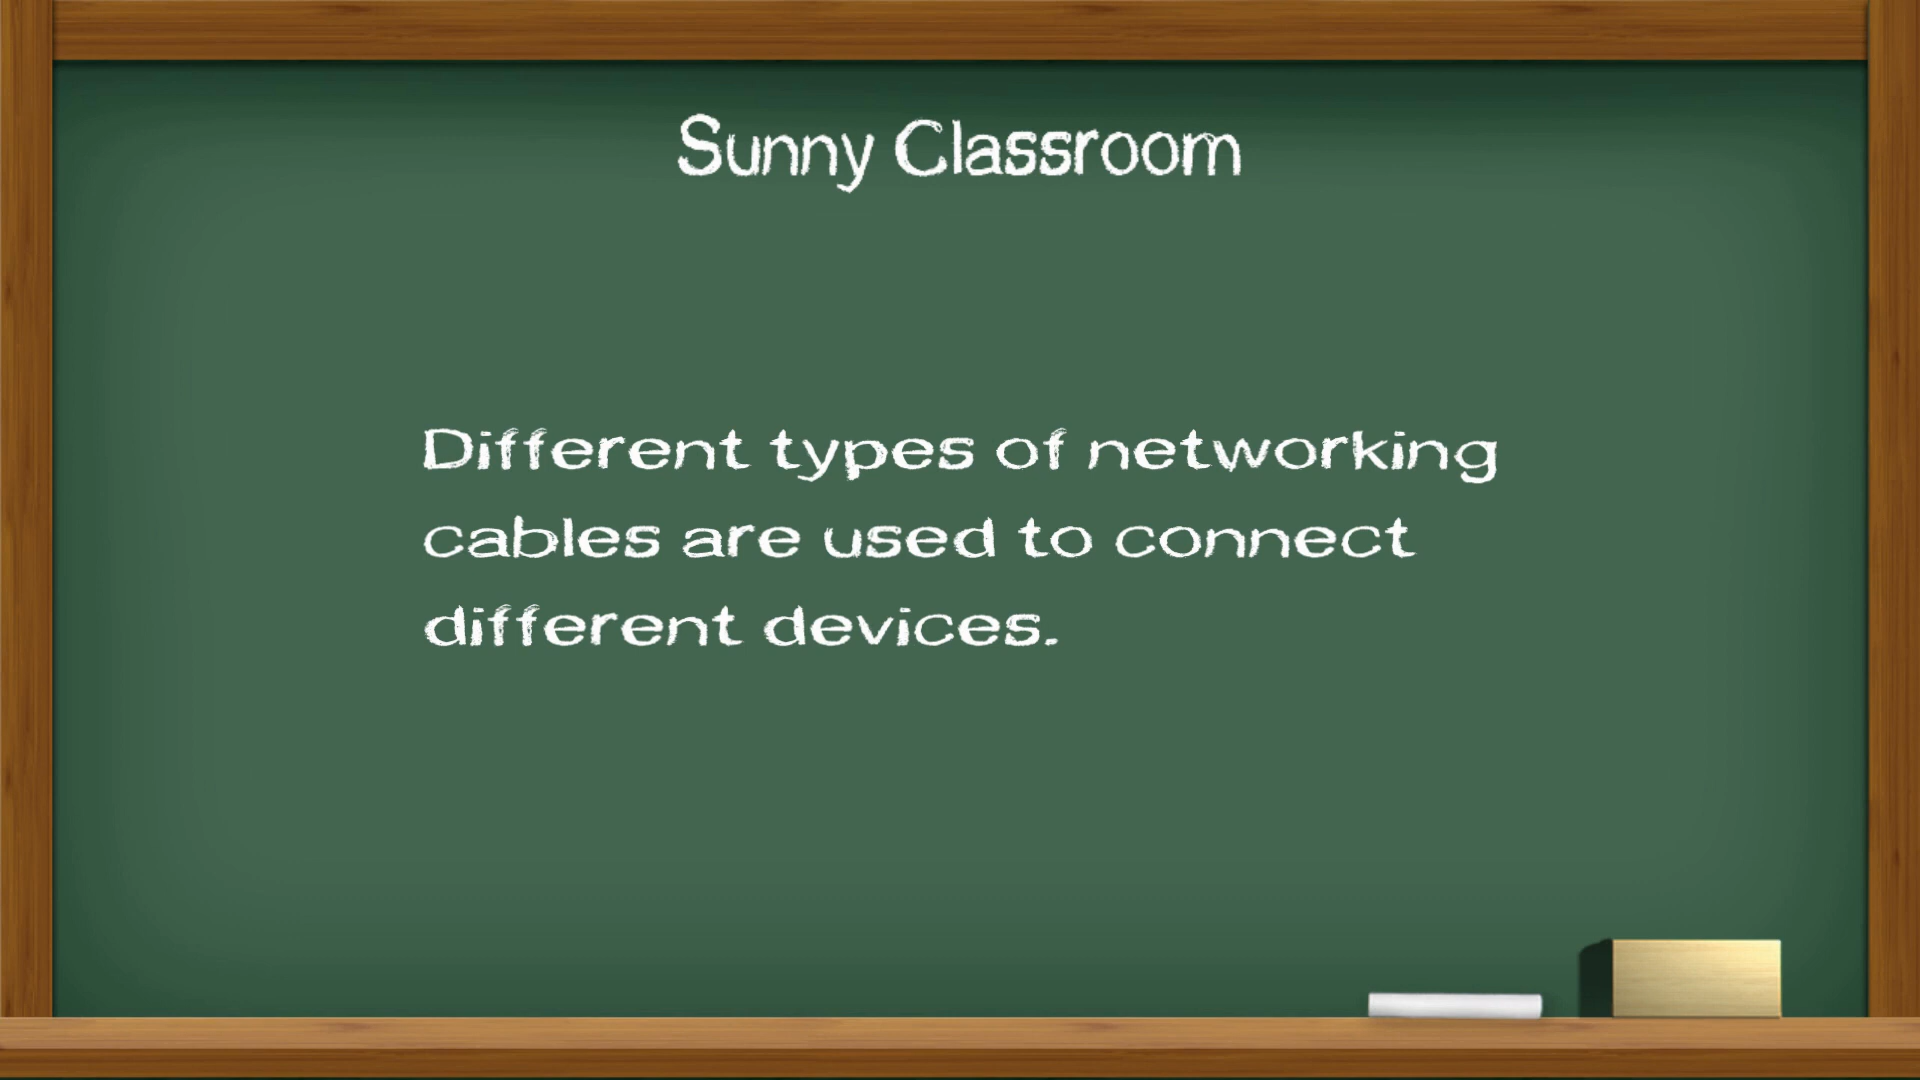 Sunny Classroom
Different types of networking
cables are used to connect
different devices.